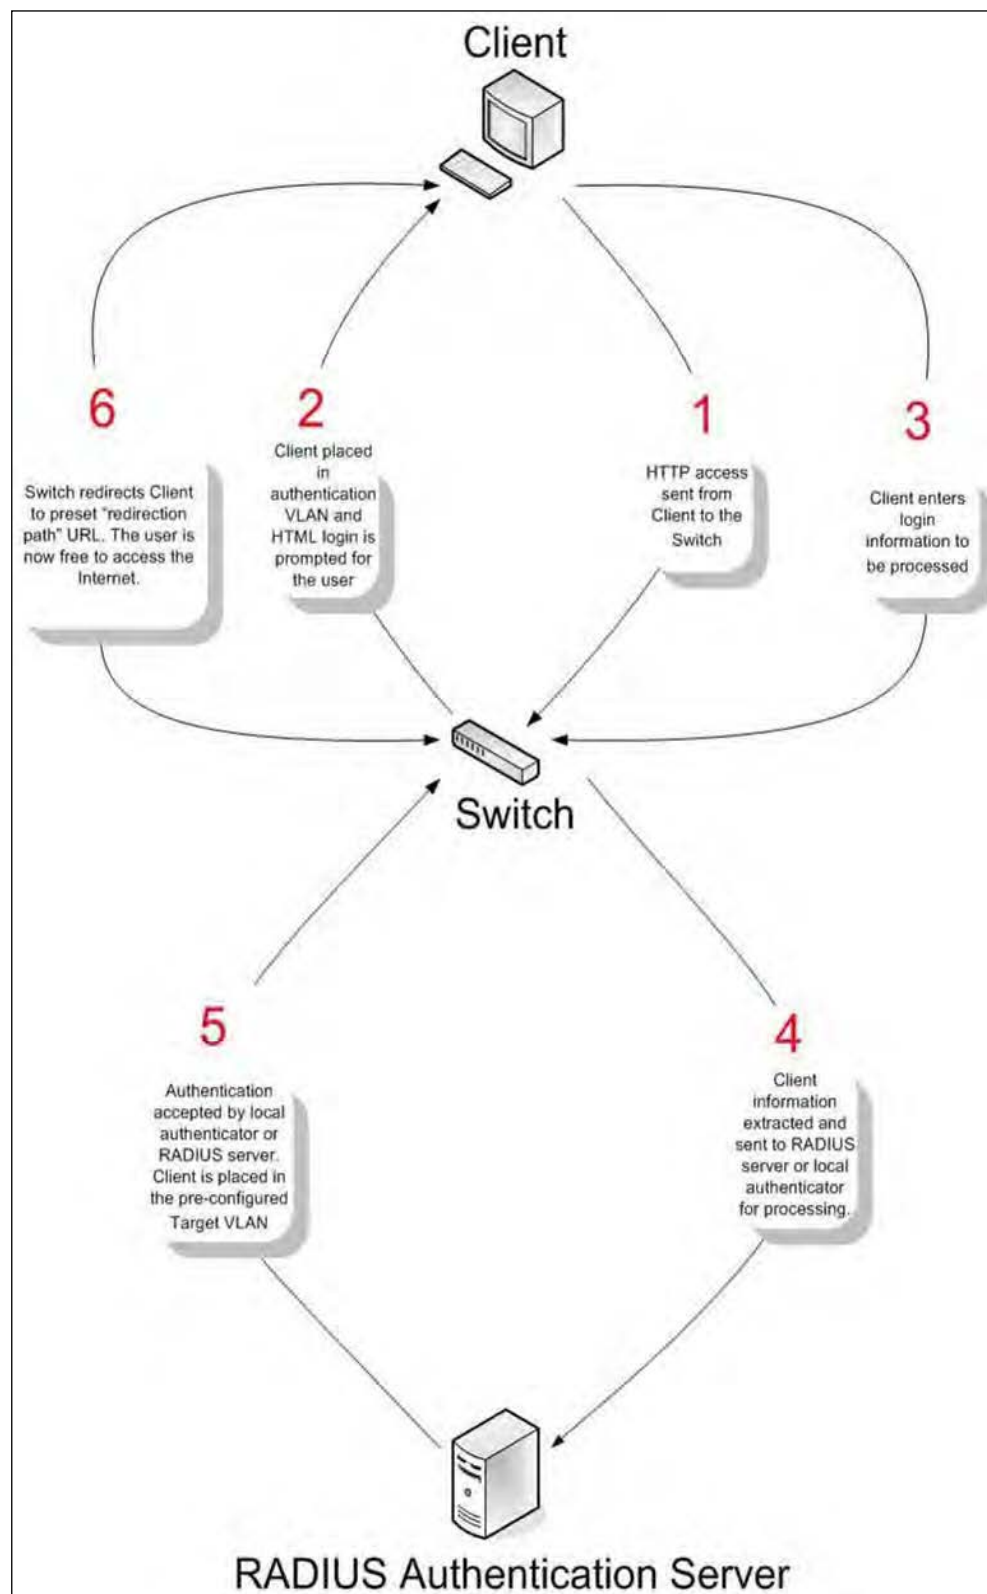 Client
6
Switch redirects Client
to preset "redirection
path" URL. The user is
now free to access the
Internet.
2
Client placed
in
authentication
VLAN and
HTML login is
prompted for
the user
1
HTTP access
sent from
Client to the
Switch
3
Client enters
login
information to
be processed
Switch
5
Authentication
accepted by local
authenticator or
RADIUS server.
Client is placed in
the pre-configured
Target VLAN
4
Client
information
extracted and
sent to RADIUS
server or local
authenticator
for processing.
RADIUS Authentication Server